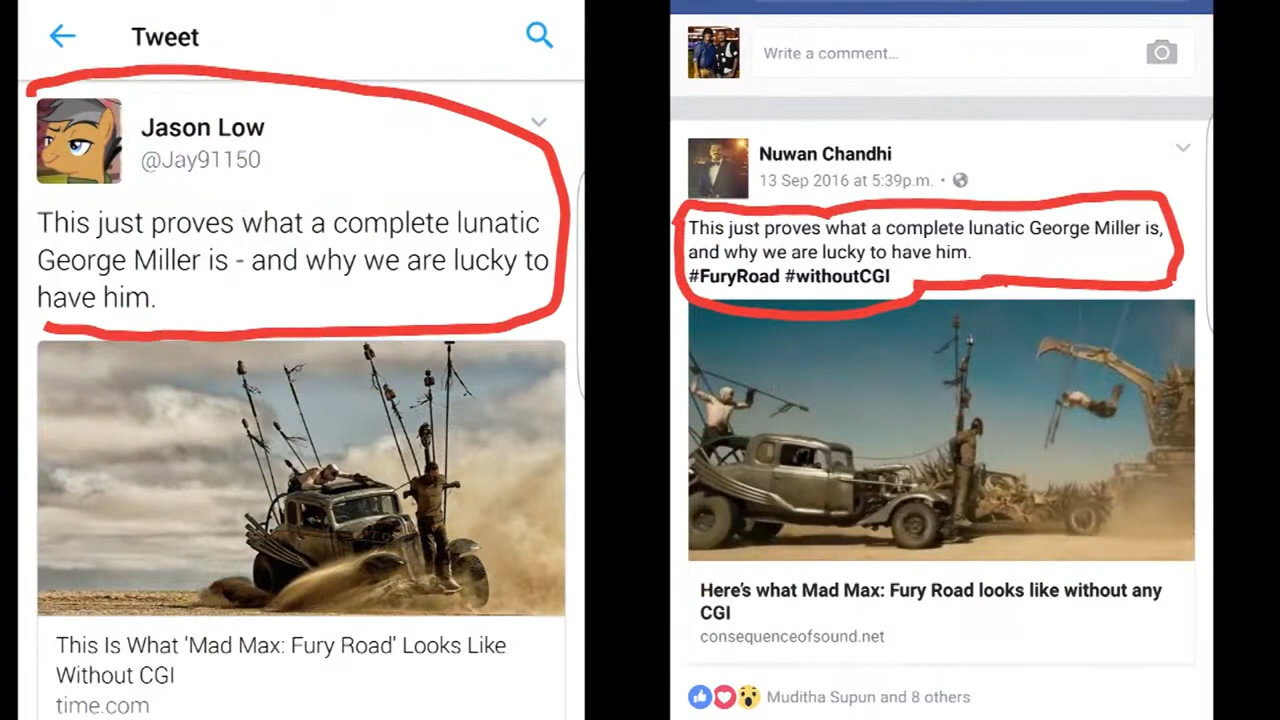 Tweet
Jason Low
@Jay91150
This just proves what a complete lunatic
George Miller is - and why we are lucky to
have him.
This Is What 'Mad Max: Fury Road' Looks Like
Without CGI
time.com
Write a comment...
Nuwan Chandhi
13 Sep 2016 at 5:39p.m. •
This just proves what a complete lunatic George Miller is,
and why we are lucky to have him.
#FuryRoad #withoutCGI
Here's what Mad Max: Fury Road looks like without any
CGI
consequenceofsound.net
Muditha Supun and 8 others